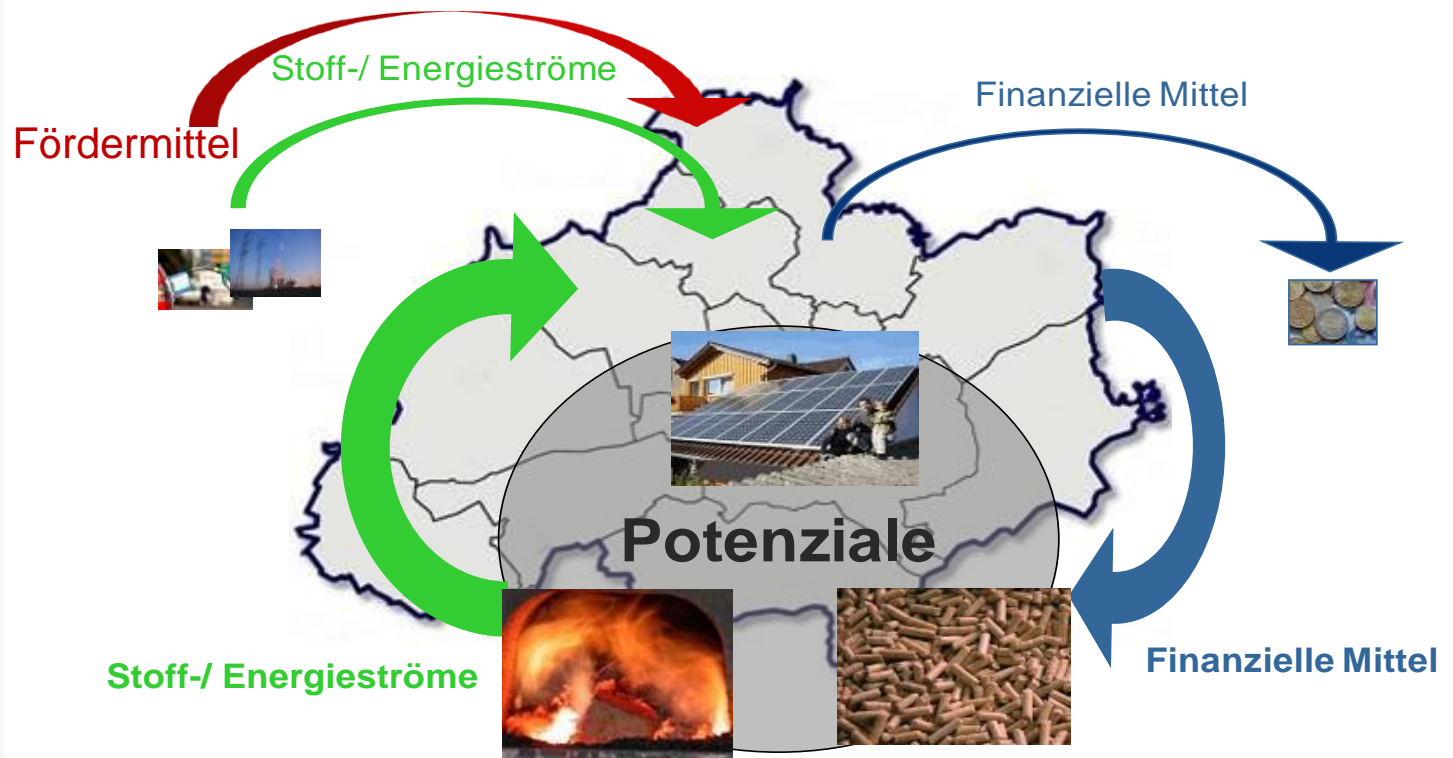 Stoff-/ Energieströme
Finanzielle Mittel
Fördermittel
Potenziale
Stoff-/ Energieströme
Finanzielle Mittel